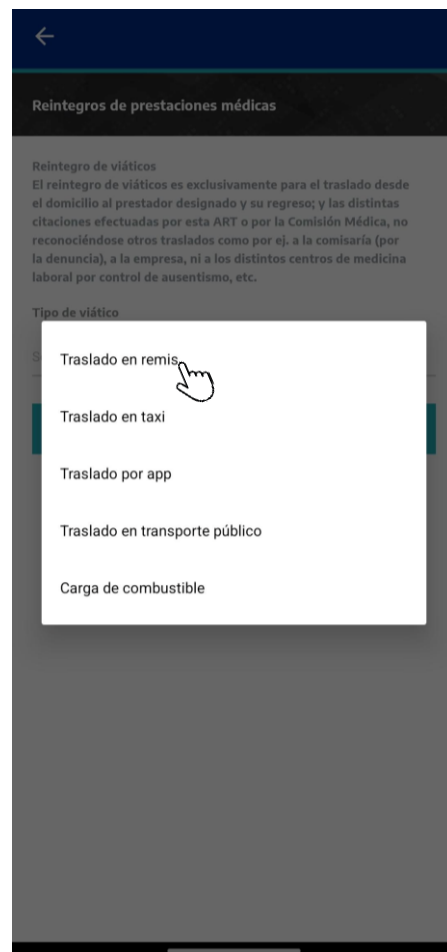 Reintegros de prestaciones médicas
Reintegro de viáticos
El reintegro de viáticos es exclusivamente para el traslado desde
el domicilio al prestador designado y su regreso; y las distintas
citaciones efectuadas por esta ART o por la Comisión Médica, no
reconociéndose otros traslados como por ej. a la comisaría (por
la denuncia), a la empresa, ni a los distintos centros de medicina
laboral por control de ausentismo, etc.
Tipo de viático
Traslado en remis
Traslado en taxi
Traslado por app
Traslado en transporte público
Carga de combustible